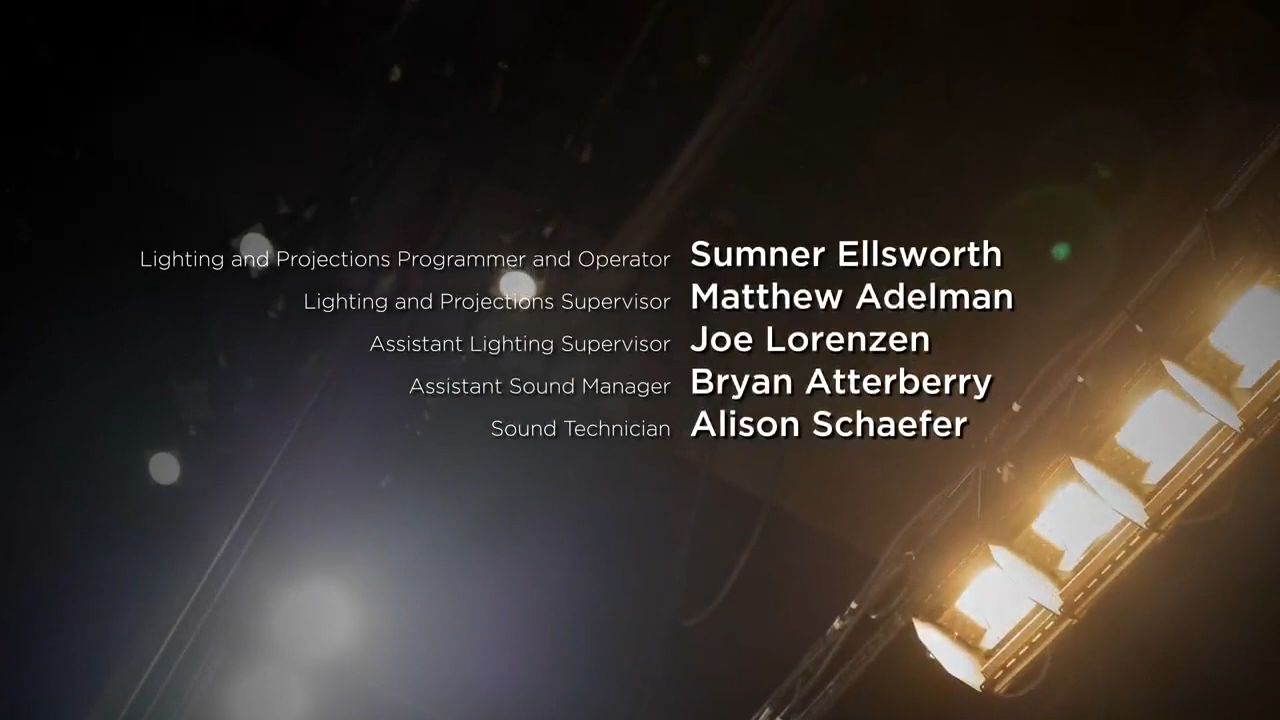 Lighting and Projections Programmer and Operator Sumner Ellsworth
Lighting and Projections Supervisor Matthew Adelman
Assistant Lighting Supervisor Joe Lorenzen
Assistant Sound Manager Bryan Atterberry
Sound Technician Alison Schaefer